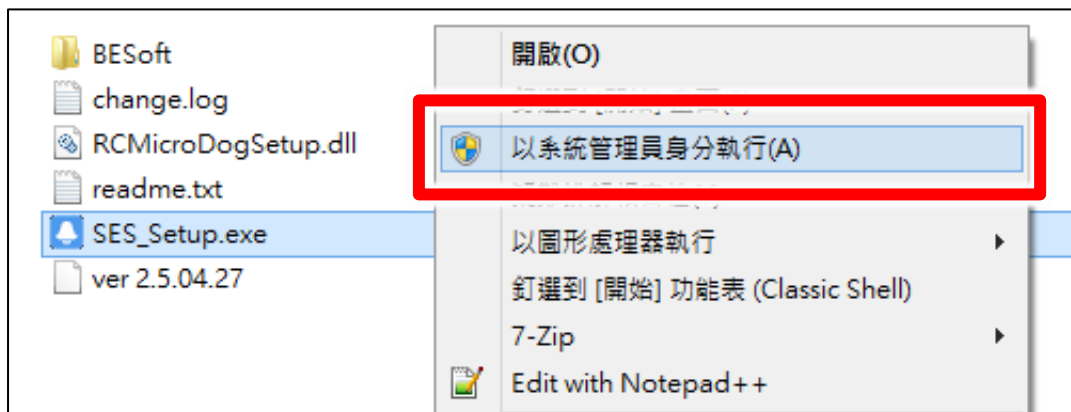 BESoft
change.log
RCMicroDogSetup.dll
readme.txt
SES_Setup.exe
ver 2.5.04.27
開啟(O)
以系統管理員身分執行(A)
以圖形處理器執行
釘選到 [開始] 功能表 (Classic Shell)
7-Zip
Edit with Notepad++